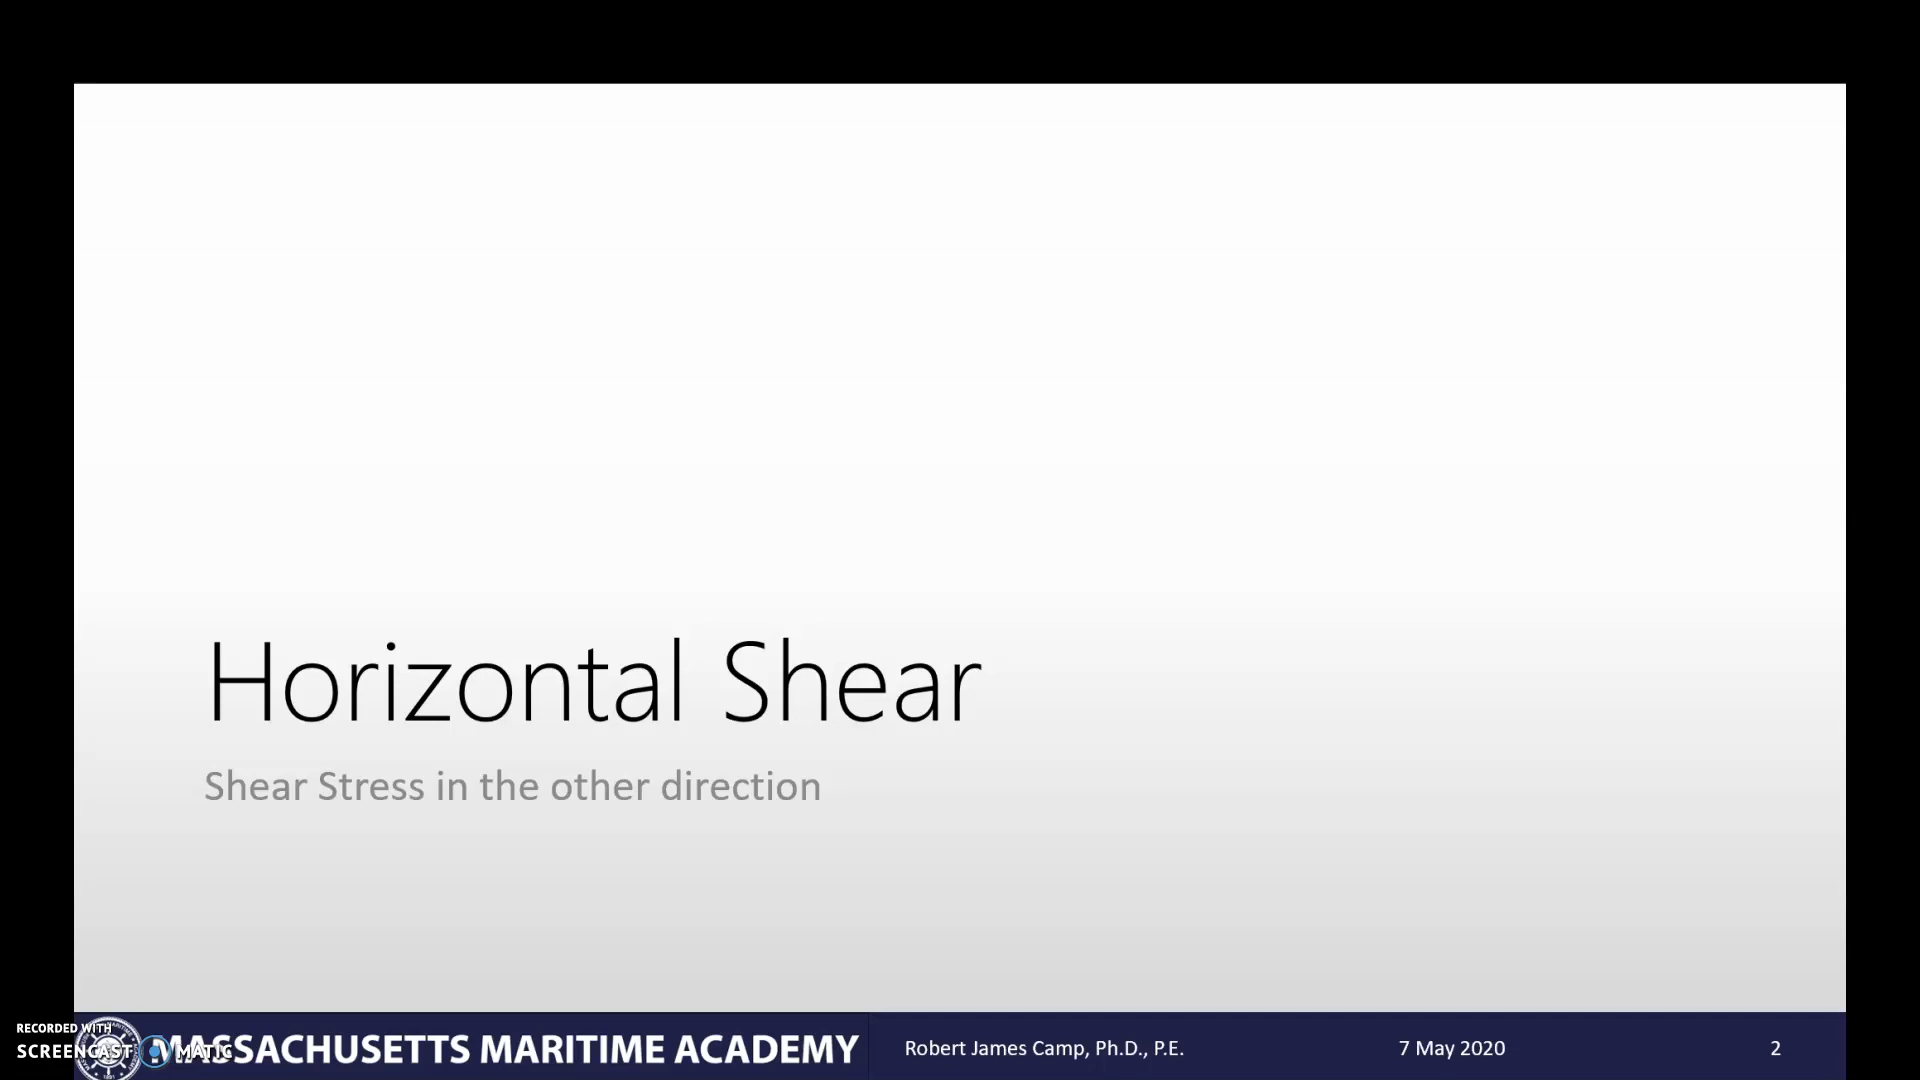 Horizontal Shear
Shear Stress in the other direction
RECORDED WITH
SCREENCAST MATIC
MASSACHUSETTS MARITIME ACADEMY
Robert James Camp, Ph.D., P.E.
7 May 2020
2